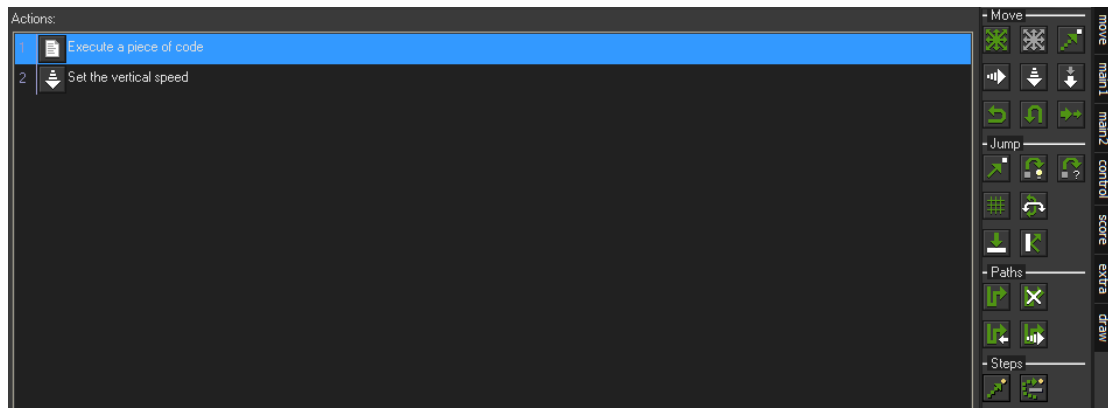 Actions:
1 Execute a piece of code
2 Set the vertical speed
Move
Jump
Paths
Steps
move
main1
main2
control
score
extra
draw